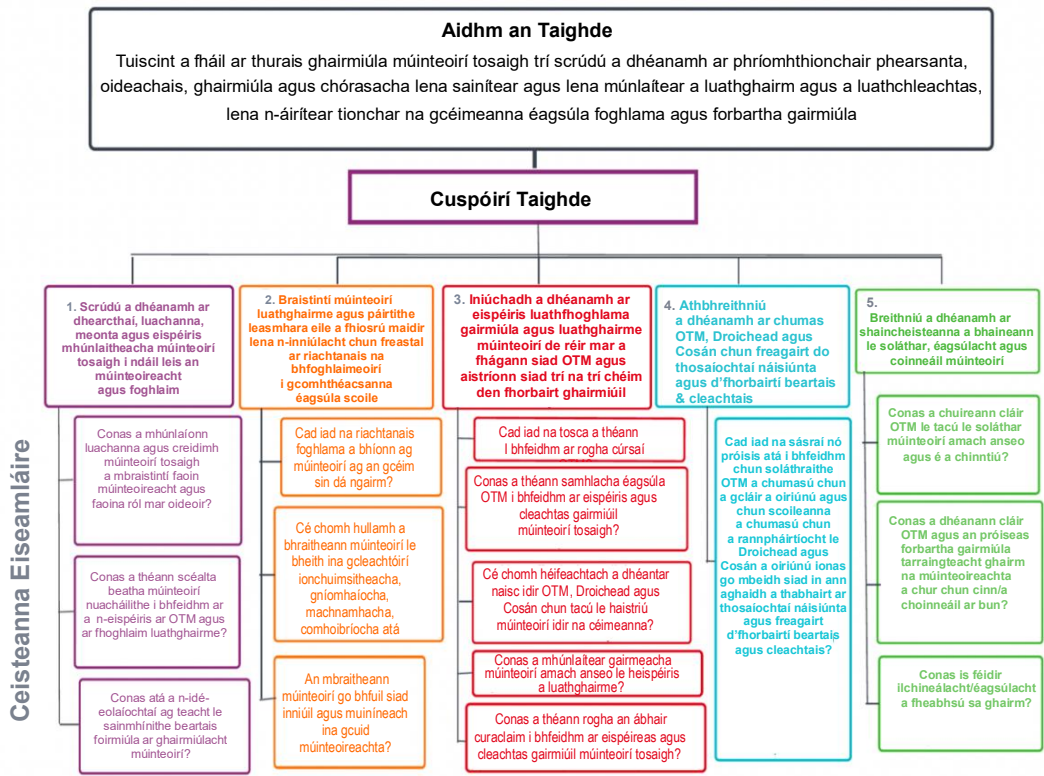 Aidhm an Taighde
Tuiscint a fháil ar thurais ghairmiúla múinteoirí tosaigh trí scrúdú a dhéanamh ar phríomhthionchair phearsanta,
oideachais, ghairmiúla agus chórasacha lena sainítear agus lena múnlaítear a luathghairm agus a luathchleachtas,
lena n-áirítear tionchar na gcéimeanna éagsúla foghlama agus forbartha gairmiúla
Cuspóirí Taighde
1. Scrúdú a dhéanamh ar
dhearcthaí, luachanna,
meonta agus eispéiris
mhúnlaitheacha múinteoirí
tosaigh i ndáil leis an
múinteoireacht
agus foghlaim
2. Braistintí múinteoirí
luathghairme agus páirtithe
leasmhara eile a fhiosrú maidir
lena n-inniúlacht chun freastal
ar riachtanais na
bhfoghlaimeoirí
i gcomhthéacsanna
éagsúla scoile
3. Iniúchadh a dhéanamh ar
eispéiris luathfhoghlama
gairmiúla agus luathghairme
múinteoirí de réir mar a
fhágann siad OTM agus
aistríonn siad trí na trí chéim
den fhorbairt ghairmiúil
4. Athbhreithniú
a dhéanamh ar chumas
OTM, Droichead agus
Cosán chun freagairt do
thosaíochtaí náisiúnta
agus d'fhorbairtí beartais
& cleachtais
5.
Breithniú a dhéanamh ar
shaincheisteanna a bhaineann
le soláthar, éagsúlacht agus
coinneáil múinteoirí
Ceisteanna Eiseamláire
Conas a mhúnlaíonn
luachanna agus creidimh
múinteoirí tosaigh
a mbraistintí faoin
múinteoireacht agus
faoina ról mar oideoir?
Conas a théann scéalta
beatha múinteoirí
nuacháilithe i bhfeidhm ar
a n-eispéiris ar OTM agus
ar fhoghlaim luathghairme?
Conas atá a n-idé-
eolaíochtaí ag teacht le
sainmhínithe beartais
foirmiúla ar ghairmiúlacht
múinteoirí?
Cad iad na riachtanais
foghlama a bhíonn ag
múinteoirí ag an gcéim
sin dá ngairm?
Cé chomh hullamh a
bhraitheann múinteoirí le
bheith ina gcleachtóirí
ionchuimsitheacha,
gníomhaíocha,
machnamhacha,
comhoibríocha atá
An mbraitheann
múinteoirí go bhfuil siad
inniúil agus muiníneach
ina gcuid
múinteoireachta?
Cad iad na tosca a théann
I bhfeidhm ar rogha cúrsaí
Conas a théann samhlacha éagsúla
OTM i bhfeidhm ar eispéiris agus
cleachtas gairmiúil
múinteoirí tosaigh?
Cé chomh héifeachtach a dhéantar
naisc idir OTM, Droichead agus
Cosán chun tacú le haistriú
múinteoirí idir na céimeanna?
Conas a mhúnlaítear gairmeacha
múinteoirí amach anseo le heispéiris
a luathghairme?
Conas a théann rogha an ábhair
curaclaim i bhfeidhm ar eispéireas agus
cleachtas gairmiúil múinteoirí tosaigh?
Cad iad na sásraí nó
próisis atá i bhfeidhm
chun soláthraithe
OTM a chumasú chun
a gcláir a oiriúnú agus
chun scoileanna
a chumasú chun
a rannpháirtíocht le
Droichead agus
Cosán a oiriúnú ionas
go mbeidh siad in ann
aghaidh a thabhairt ar
thosaíochtaí náisiúnta
agus freagairt
d'fhorbairtí beartais
agus cleachtais?
Conas a chuireann cláir
OTM le tacú le soláthar
múinteoirí amach anseo
agus é a chinntiú?
Conas a dhéanann cláir
OTM agus an próiseas
forbartha gairmiúla
tarraingteacht ghairm
na múinteoireachta
a chur chun cinn/a
choinneáil ar bun?
Conas is féidir
ilchineálacht/éagsúlacht
a fheabhsú sa ghairm?